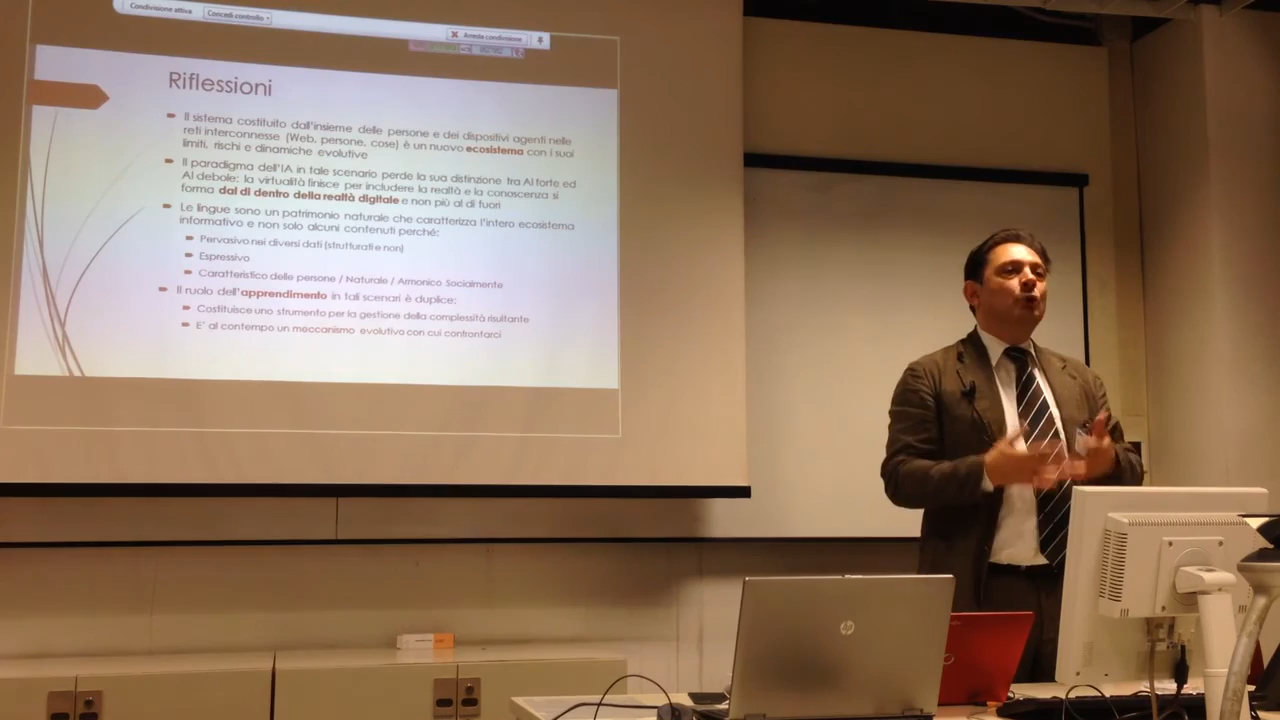 Condivisione attiva
Concedi controllo
Arresta condivisione
Riflessioni
Il sistema costituito dall'insieme delle persone e dei dispositivi agenti nelle
reti interconnesse (Web, persone, cose) è un nuovo ecosistema con i suoi
limiti, rischi e dinamiche evolutive
Il paradigma dell'IA in tale scenario perde la sua distinzione tra AI forte ed
AI debole: la virtualità finisce per includere la realtà e la conoscenza si
forma dal di dentro della realtà digitale e non più al di fuori
Le lingue sono un patrimonio naturale che caratterizza l'intero ecosistema
informativo e non solo alcuni contenuti perché:
Pervasivo nei diversi dati (strutturati e non)
Espressivo
Caratteristico delle persone / Naturale / Armonico Socialmente
Il ruolo dell'apprendimento in tali scenari è duplice:
Costituisce uno strumento per la gestione della complessità risultante
E' al contempo un meccanismo evolutivo con cui confrontarci
hp